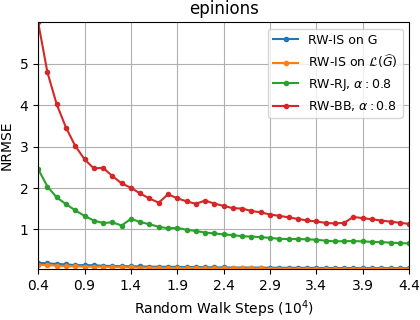 epinions
NRMSE
5
4
3
2
1
RW-IS on G
RW-IS on ℒ(Ĝ)
RW-RJ, α : 0.8
RW-BB, α : 0.8
0.4 0.9 1.4 1.9 2.4 2.9 3.4 3.9 4.4
Random Walk Steps (10⁴)